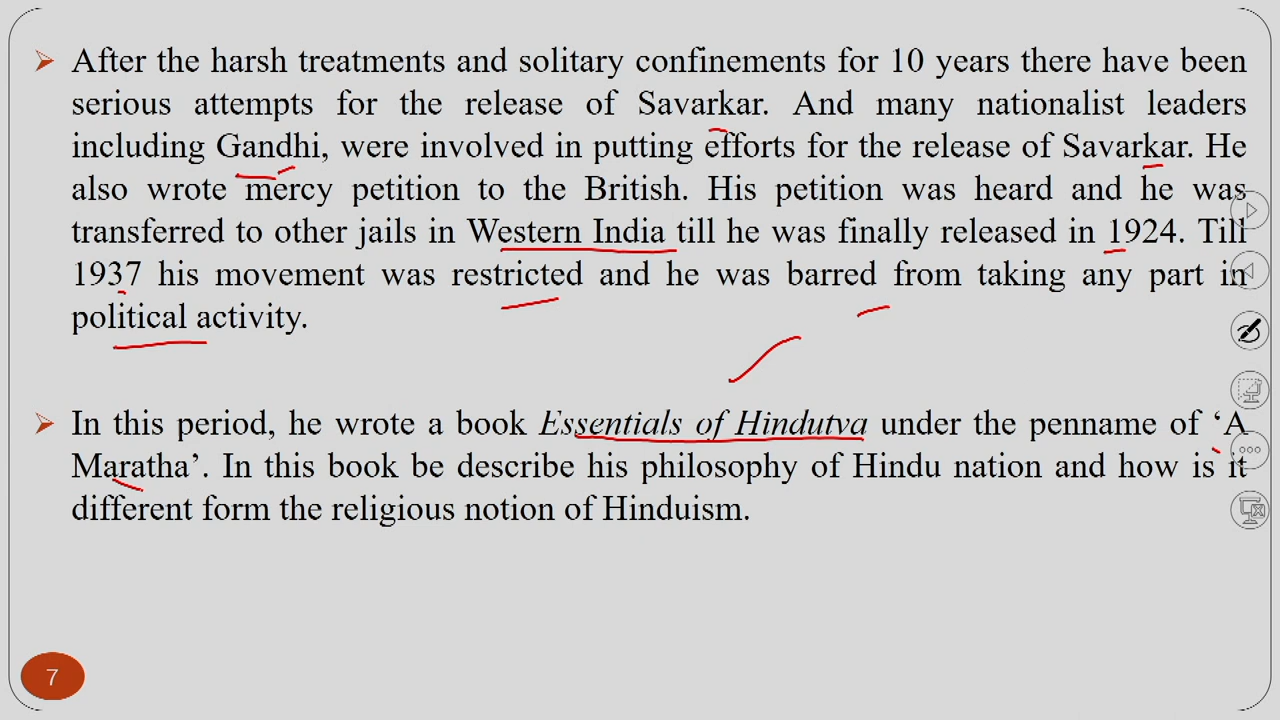 After the harsh treatments and solitary confinements for 10 years there have been
serious attempts for the release of Savarkar. And many nationalist leaders
including Gandhi, were involved in putting efforts for the release of Savarkar. He
also wrote mercy petition to the British. His petition was heard and he was
transferred to other jails in Western India till he was finally released in 1924. Till
1937 his movement was restricted and he was barred from taking any part in
political activity.
In this period, he wrote a book Essentials of Hindutva under the penname of ‘A
Maratha’. In this book be describe his philosophy of Hindu nation and how is it
different form the religious notion of Hinduism.
7